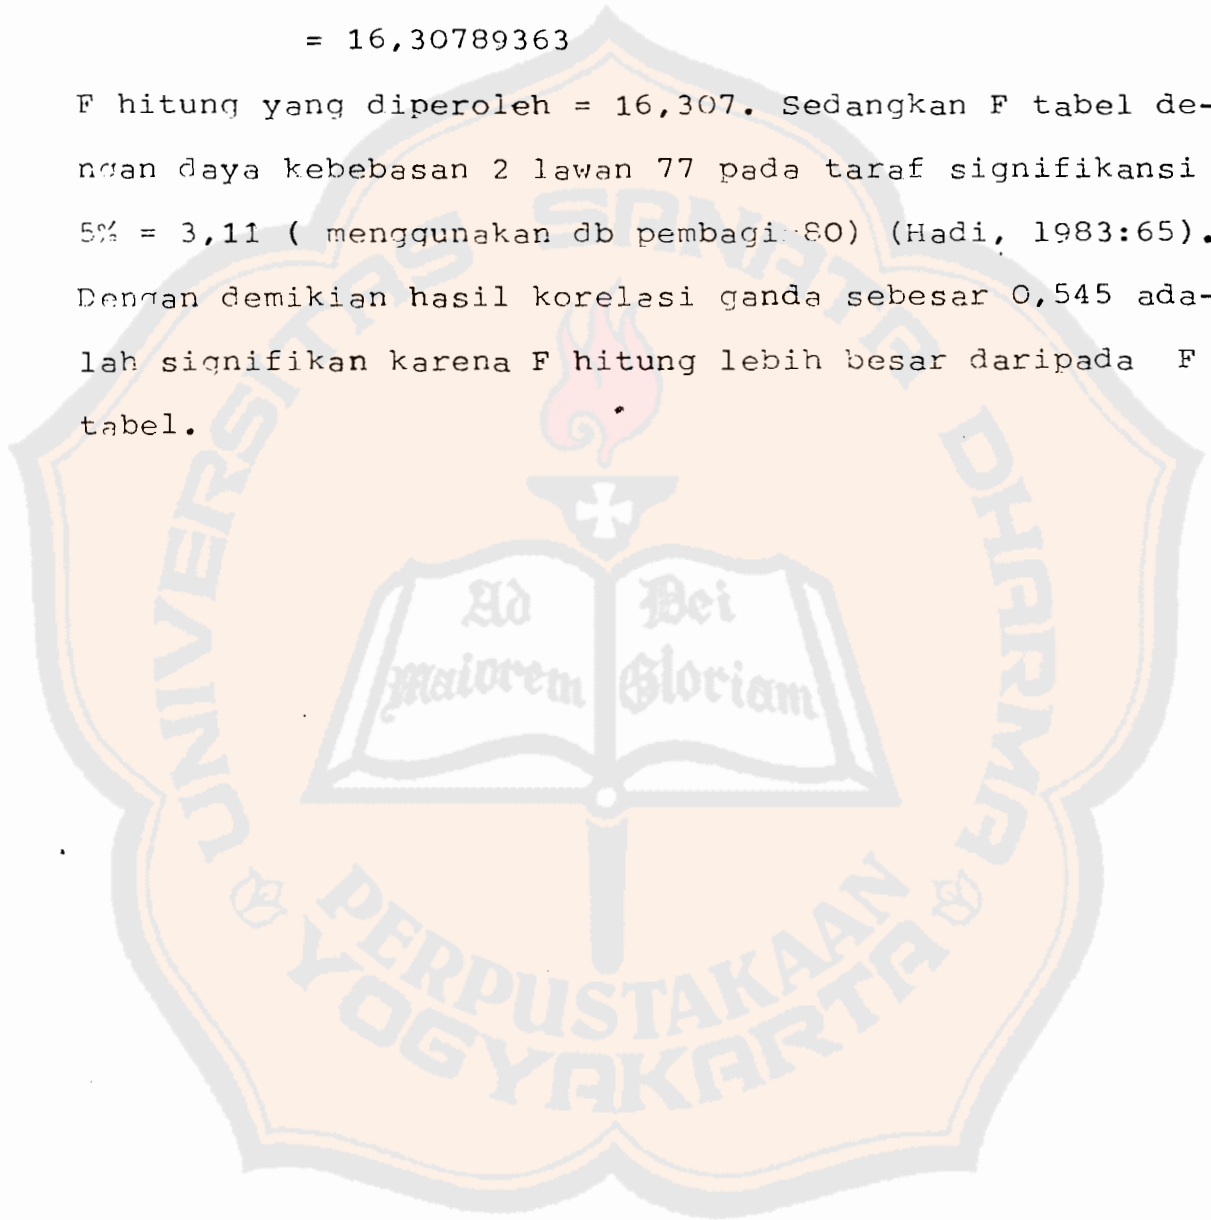 = 16,30789363
F hitung yang diperoleh = 16,307. Sedangkan F tabel de-
ngan daya kebebasan 2 lawan 77 pada taraf signifikansi
5% = 3,11 ( menggunakan db pembagi 80) (Hadi, 1983:65).
Dengan demikian hasil korelasi ganda sebesar 0,545 ada-
lah signifikan karena F hitung lebih besar daripada F
tabel.
UNIVERSITAS SANATA DHARMA
Ad Dei
maiorem Gloriam
PERPUSTAKAAN
YOGYAKARTA